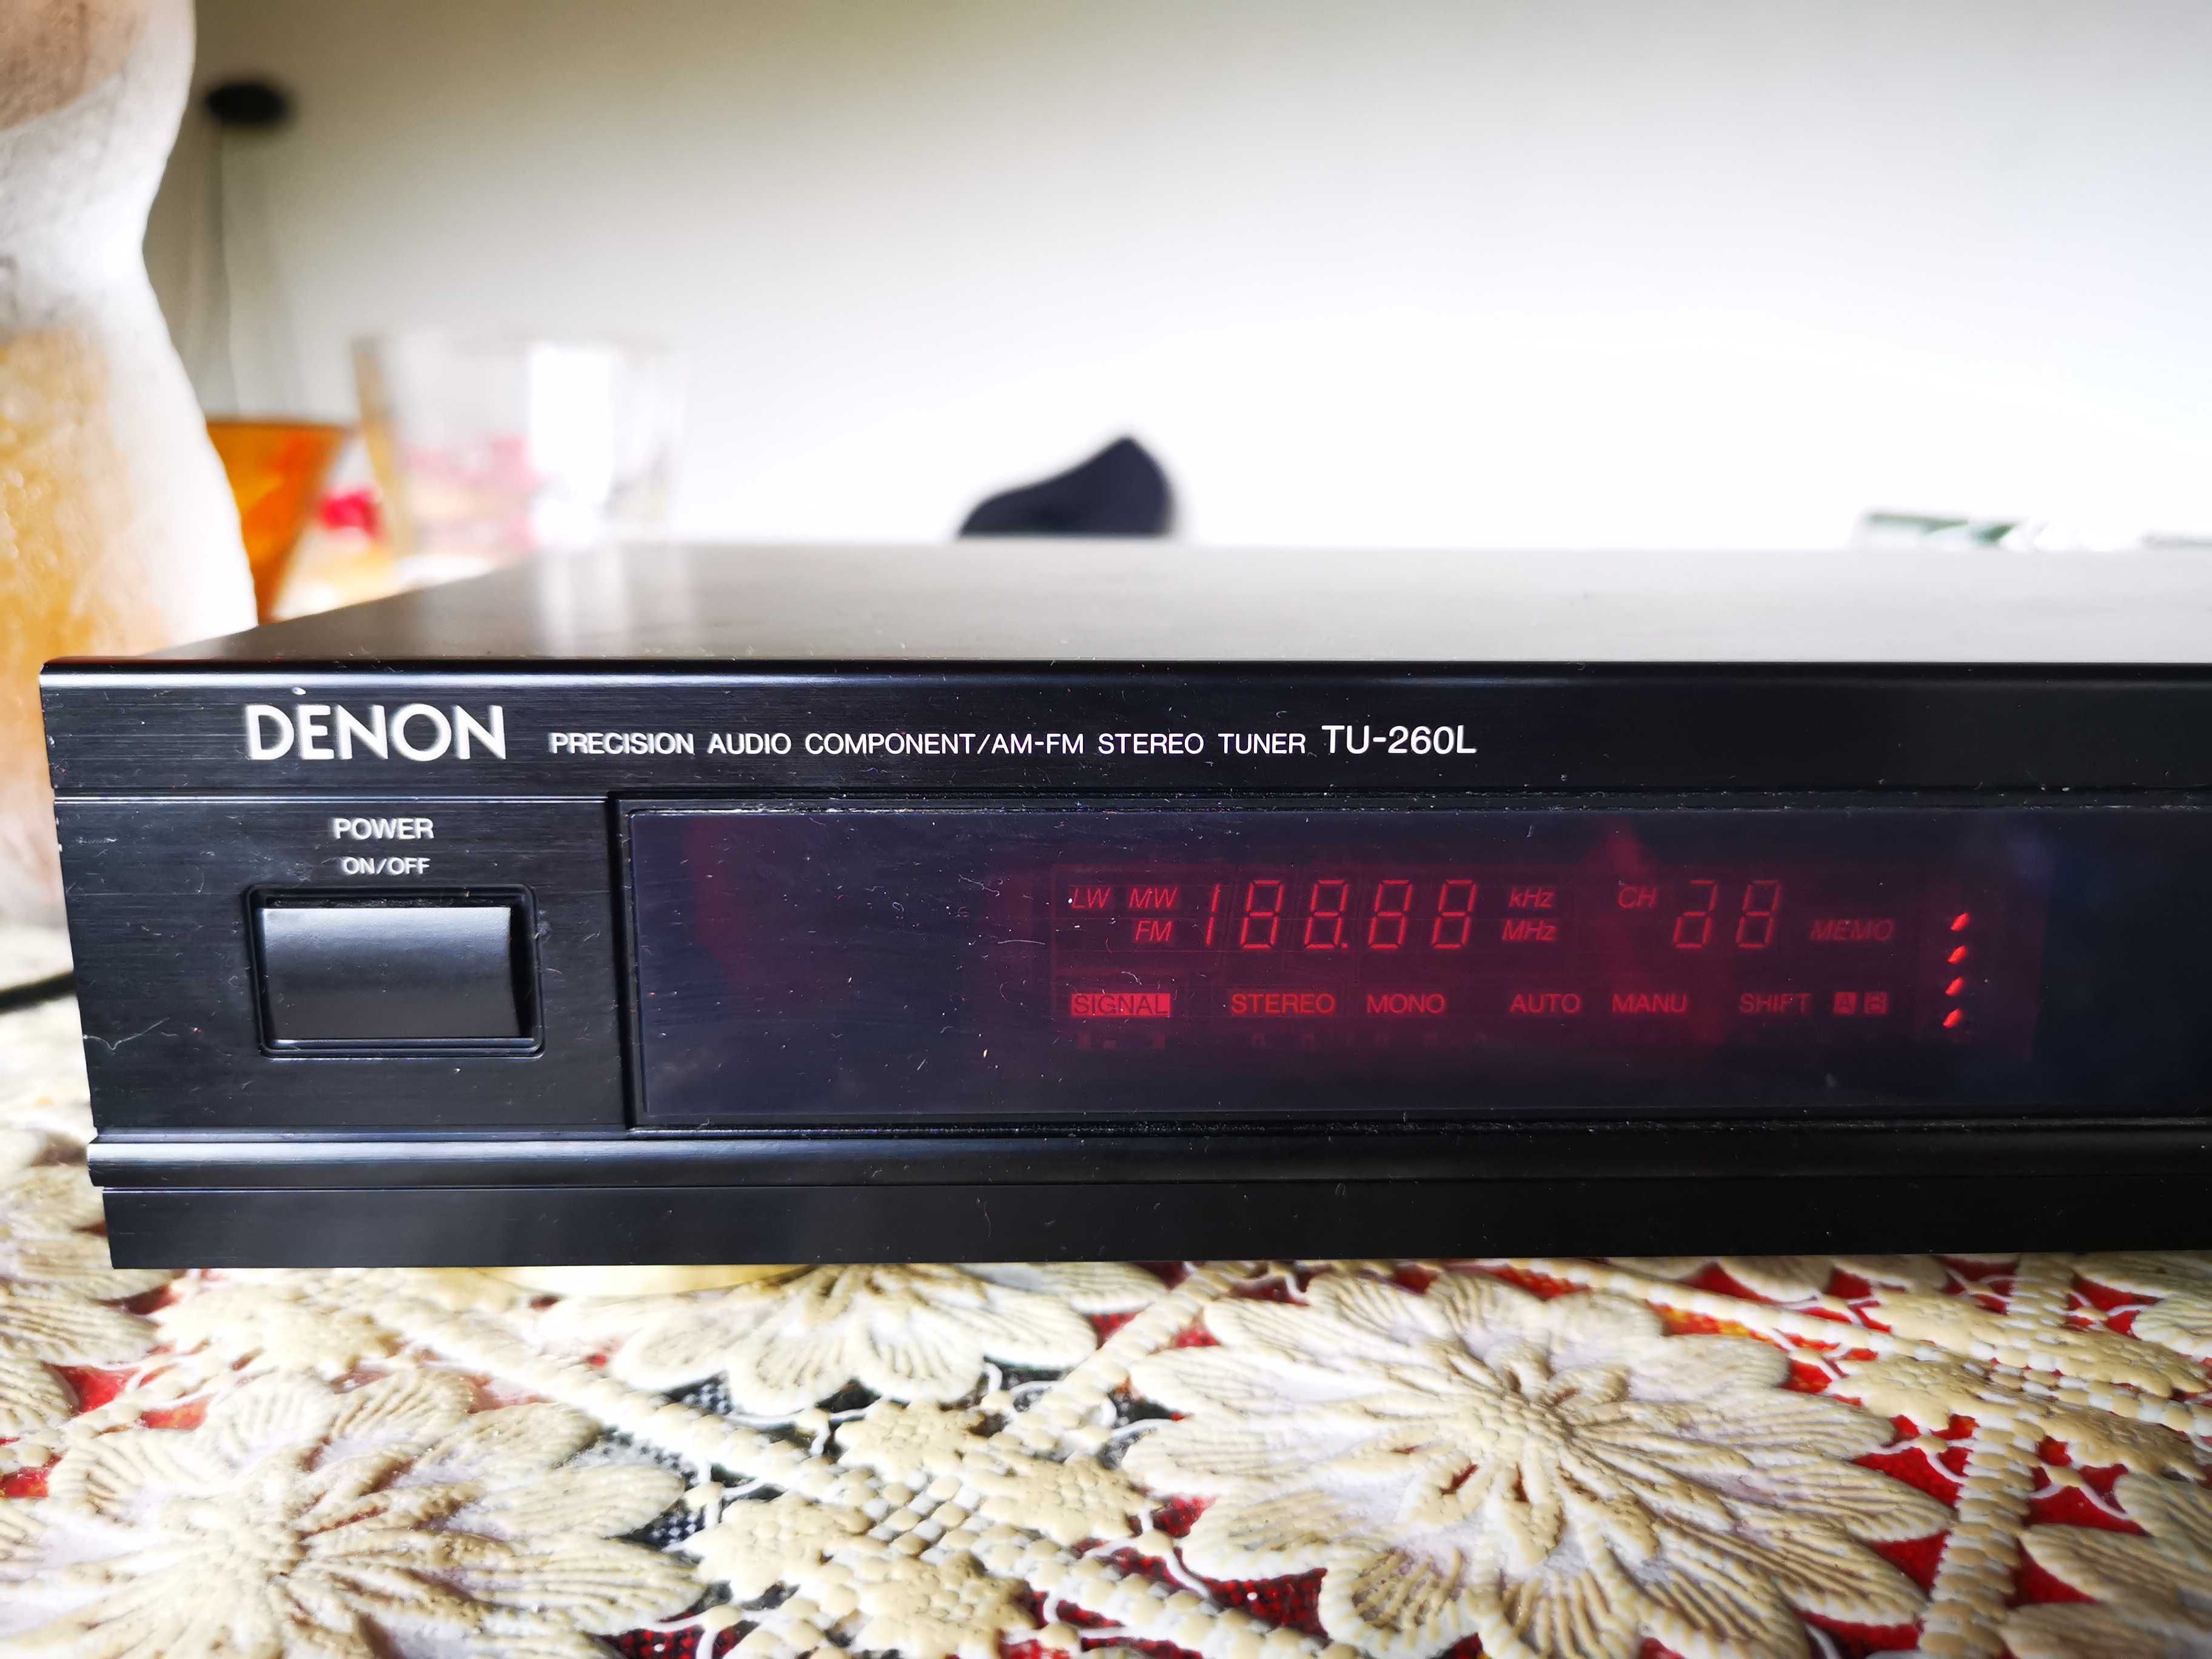 DENON PRECISION AUDIO COMPONENT/AM-FM STEREO TUNER TU-260L
POWER
ON/OFF
LW MW 188.88 kHz CH 28 MEMO
FM MHz
SIGNAL STEREO MONO AUTO MANU SHIFT A B